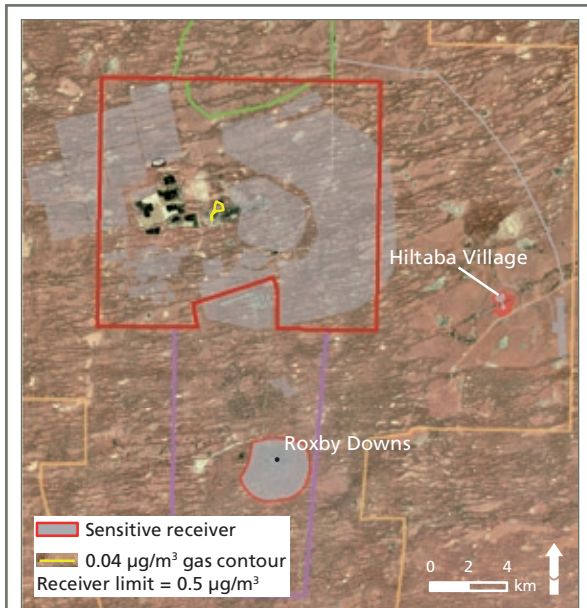 Hiltaba Village
Roxby Downs
Sensitive receiver
0.04 µg/m³ gas contour
Receiver limit = 0.5 µg/m³
0 2 4
km